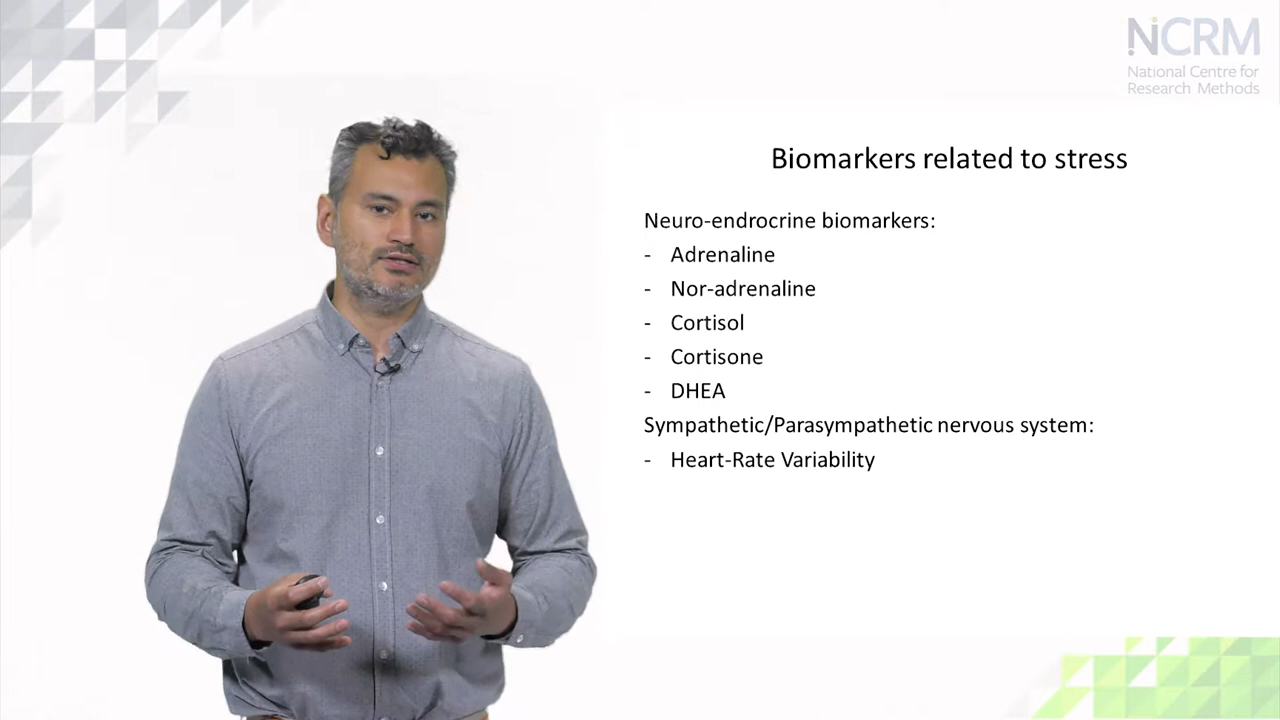 NCRM
National Centre for
Research Methods
Biomarkers related to stress
Neuro-endrocrine biomarkers:
- Adrenaline
- Nor-adrenaline
- Cortisol
- Cortisone
- DHEA
Sympathetic/Parasympathetic nervous system:
- Heart-Rate Variability